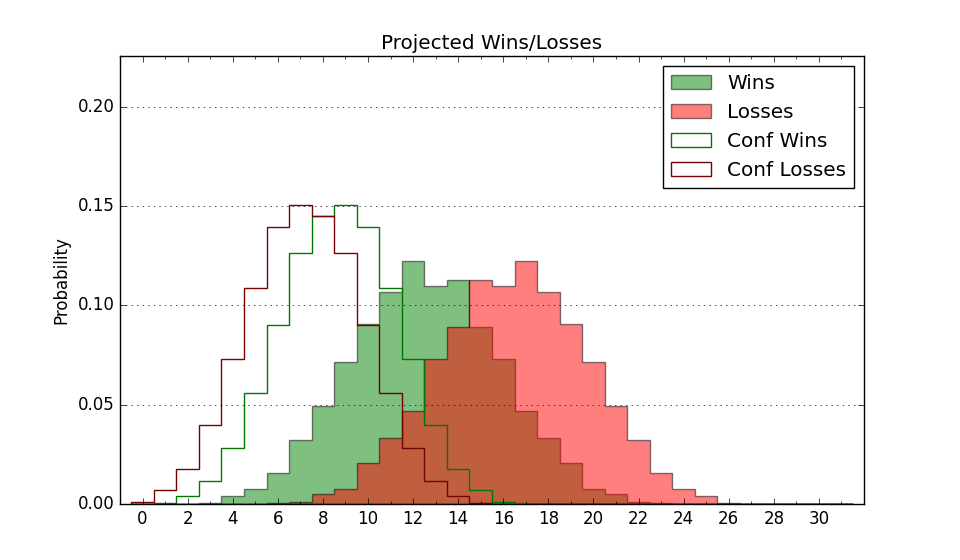 Projected Wins/Losses
Wins
Losses
Conf Wins
Conf Losses
Probability
0.20
0.15
0.10
0.05
0.00
0 2 4 6 8 10 12 14 16 18 20 22 24 26 28 30